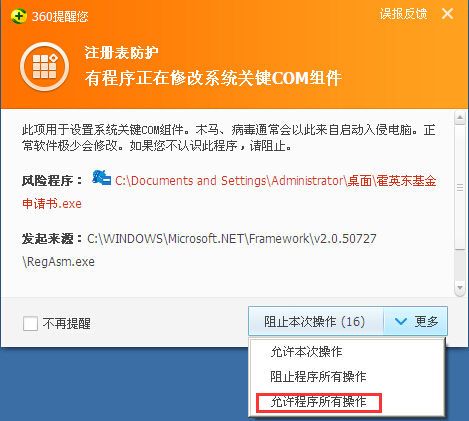 360提醒您
误报反馈
注册表防护
有程序正在修改系统关键COM组件
此项用于设置系统关键COM组件。木马、病毒通常会以此来自启动入侵电脑。正
常软件极少会修改。如果您不认识此程序，请阻止。
风险程序： C:\Documents and Settings\Administrator\桌面\霍英东基金
申请书.exe
发起来源：C:\WINDOWS\Microsoft.NET\Framework\v2.0.50727
\RegAsm.exe
不再提醒
阻止本次操作 (16)
更多
允许本次操作
阻止程序所有操作
允许程序所有操作